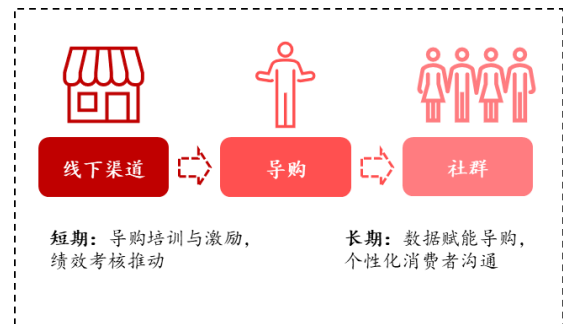 线下渠道
导购
社群
短期：导购培训与激励，
绩效考核推动
长期：数据赋能导购，
个性化消费者沟通